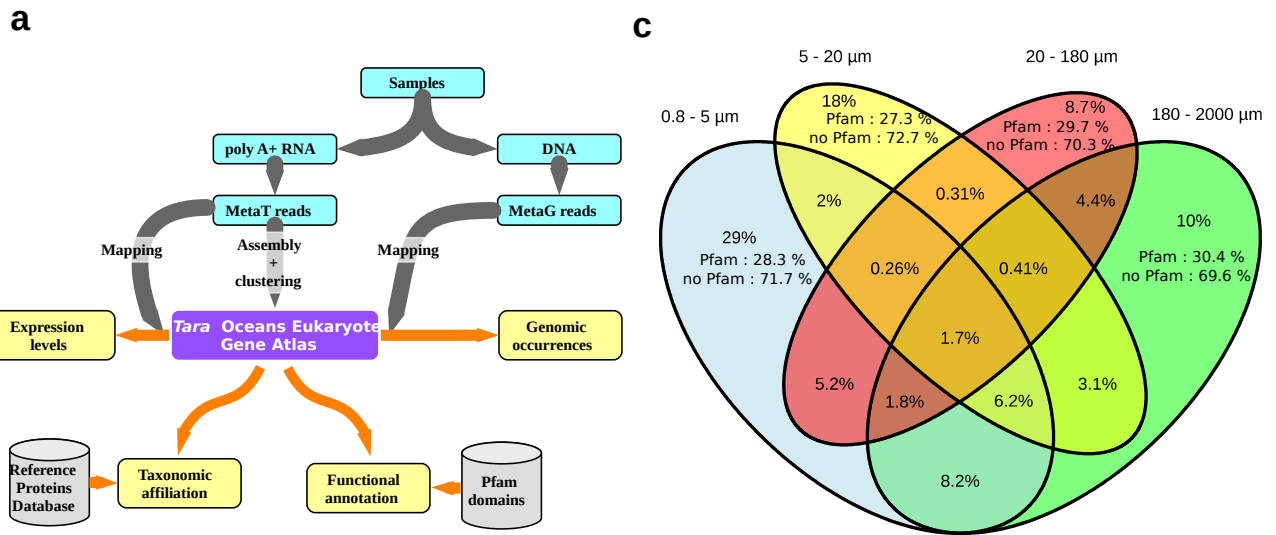 a
Samples
poly A+ RNA
DNA
MetaT reads
MetaG reads
Mapping
Assembly
+
clustering
Mapping
Expression
levels
Tara Oceans Eukaryote
Gene Atlas
Genomic
occurrences
Reference
Proteins
Database
Taxonomic
affiliation
Functional
annotation
Pfam
domains
c
5 - 20 µm
20 - 180 µm
0.8 - 5 µm
180 - 2000 µm
18%
Pfam : 27.3 %
no Pfam : 72.7 %
8.7%
Pfam : 29.7 %
no Pfam : 70.3 %
2%
0.31%
4.4%
10%
Pfam : 30.4 %
no Pfam : 69.6 %
29%
Pfam : 28.3 %
no Pfam : 71.7 %
0.26%
0.41%
1.7%
5.2%
1.8%
6.2%
3.1%
8.2%